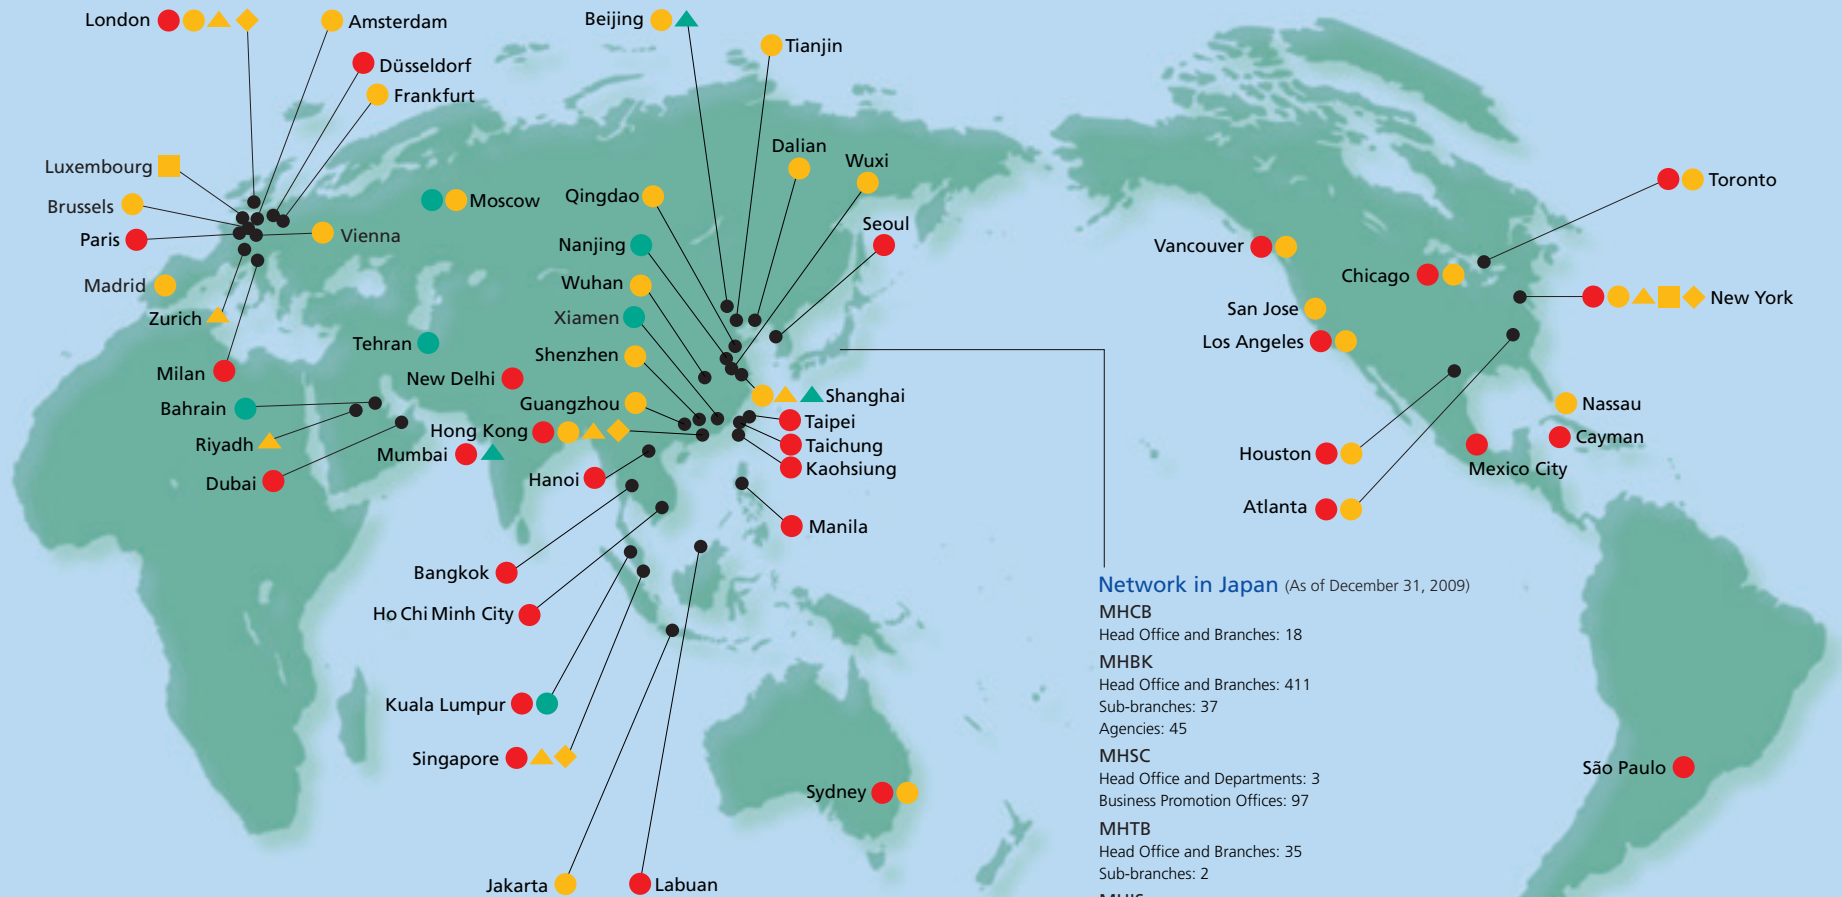 London
Amsterdam
Beijing
Tianjin
Düsseldorf
Frankfurt
Luxembourg
Brussels
Paris
Vienna
Madrid
Zurich
Milan
Moscow
Qingdao
Dalian
Wuxi
Seoul
Nanjing
Wuhan
Xiamen
Tehran
Shenzhen
New Delhi
Bahrain
Guangzhou
Shanghai
Riyadh
Hong Kong
Taipei
Mumbai
Taichung
Dubai
Hanoi
Kaohsiung
Manila
Bangkok
Ho Chi Minh City
Kuala Lumpur
Singapore
Sydney
Jakarta
Labuan
Toronto
Vancouver
Chicago
New York
San Jose
Los Angeles
Nassau
Cayman
Houston
Mexico City
Atlanta
São Paulo
Network in Japan (As of December 31, 2009)
MHCB
Head Office and Branches: 18
MHBK
Head Office and Branches: 411
Sub-branches: 37
Agencies: 45
MHSC
Head Office and Departments: 3
Business Promotion Offices: 97
MHTB
Head Office and Branches: 35
Sub-branches: 2